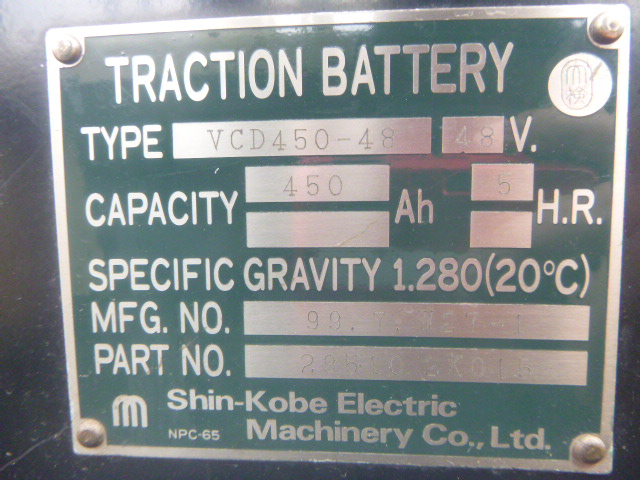 TRACTION BATTERY
TYPE VCD450-48 48 V.
450 5
CAPACITY Ah H.R.
SPECIFIC GRAVITY 1.280(20°C)
MFG. NO.
PART NO.
Shin-Kobe Electric
NPC-65 Machinery Co., Ltd.